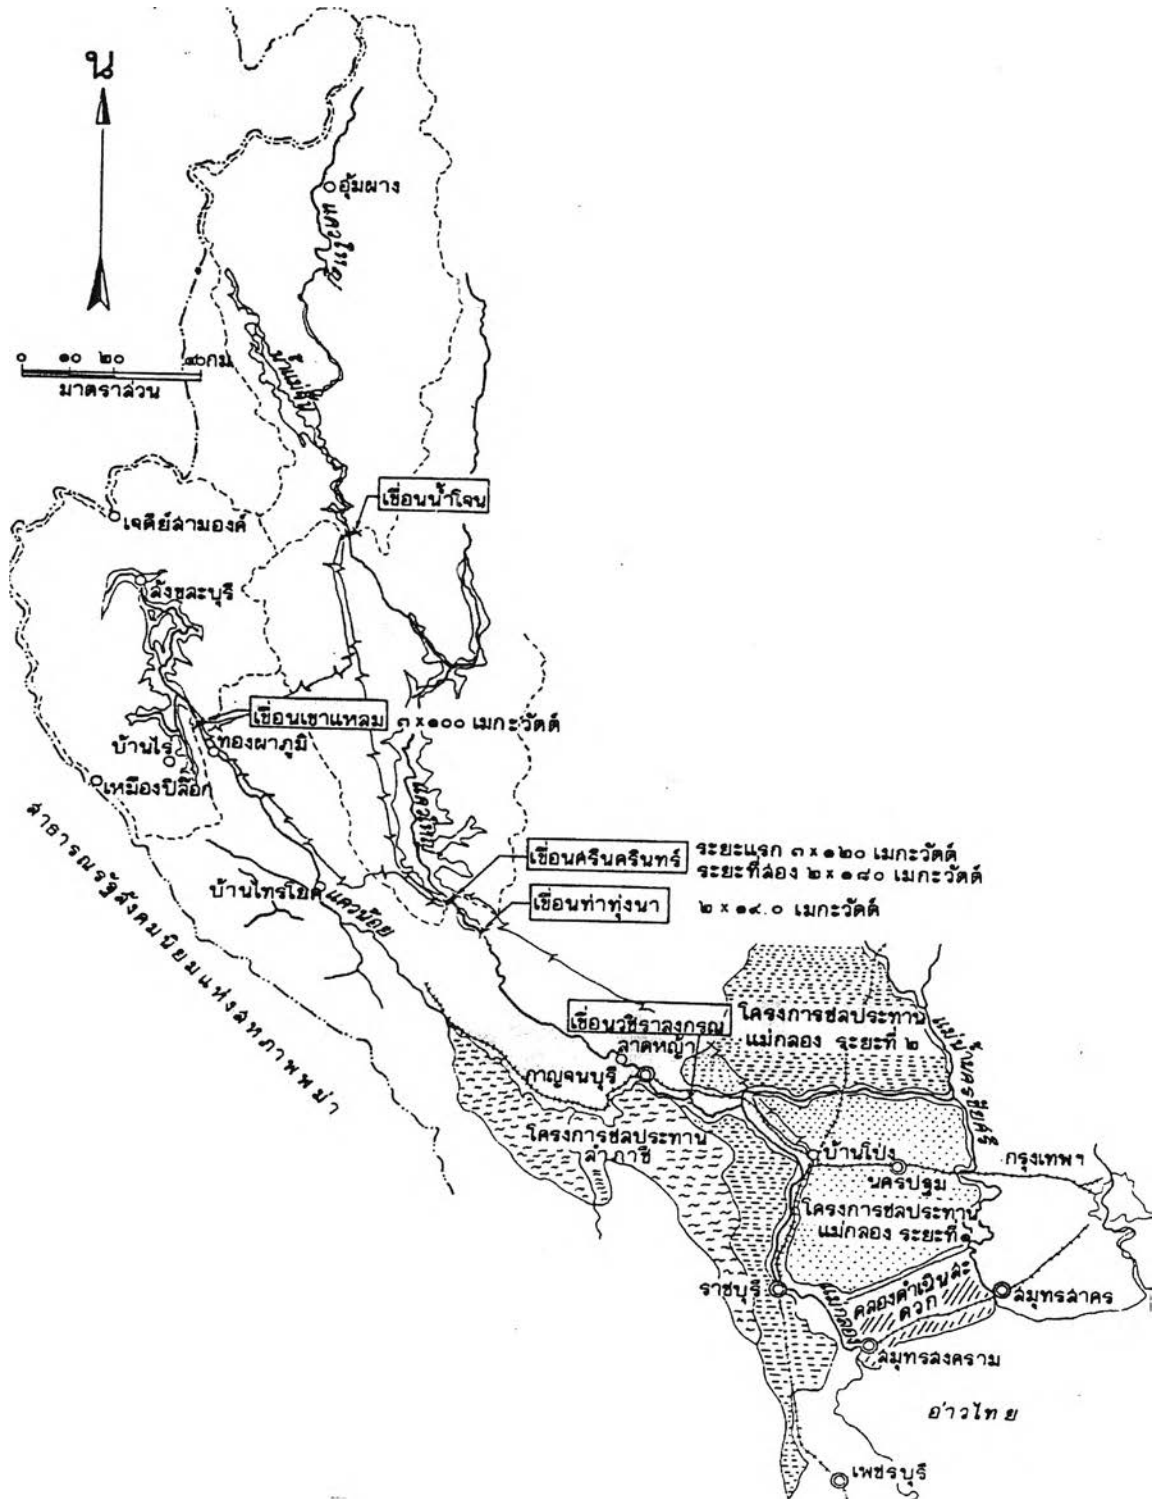 น
อุ้มผาง
แควใหญ่
๐ ๑๐ ๒๐ ๔๐ กม.
มาตราส่วน
น้ำแม่จัน
เขื่อนน้ำโจน
เจดีย์สามองค์
สังขละบุรี
เขื่อนเขาแหลม ๓ x ๑๐๐ เมกะวัตต์
ทองผาภูมิ
บ้านไร่
เหมืองปิล๊อก
แควใหญ่
สาธารณรัฐสังคมนิยมแห่งสหภาพพม่า
เขื่อนศรีนครินทร์ ระยะแรก ๓ x ๑๒๐ เมกะวัตต์
ระยะที่สอง ๒ x ๑๘๐ เมกะวัตต์
บ้านไทรโยค
แควน้อย
เขื่อนท่าทุ่งนา ๒ x ๑๙.๐ เมกะวัตต์
เขื่อนวชิราลงกรณ
โครงการชลประทาน
แม่กลอง ระยะที่ ๒
ลาดหญ้า
กาญจนบุรี
แม่น้ำนครชัยศรี
โครงการชลประทาน
ลำภาชี
บ้านโป่ง
นครปฐม
กรุงเทพฯ
โครงการชลประทาน
แม่กลอง ระยะที่ ๑
ราชบุรี
แม่กลอง
คลองดำเนินสะ
ดวก
สมุทรสาคร
สมุทรสงคราม
อ่าวไทย
เพชรบุรี